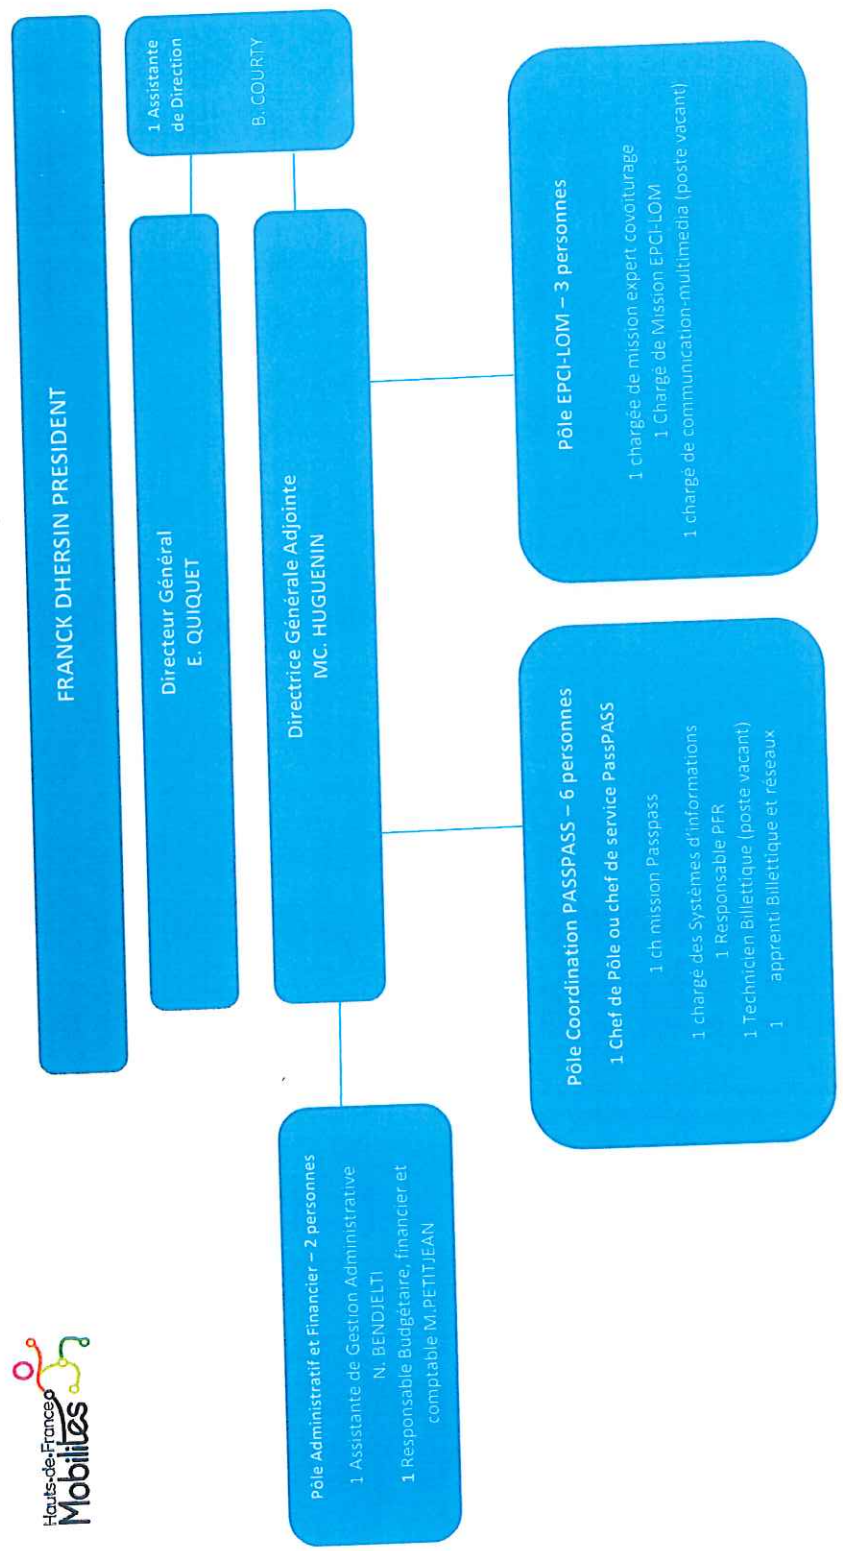 Hauts-de-France
Mobilités
FRANCK DHERSIN PRESIDENT
Directeur Général
E. QUIQUET
1 Assistante
de Direction
B. COURTY
Directrice Générale Adjointe
MC. HUGUENIN
Pôle Administratif et Financier – 2 personnes
1 Assistante de Gestion Administrative
N. BENDJELTI
1 Responsable Budgétaire, financier et
comptable M.PETITJEAN
Pôle Coordination PASSPASS – 6 personnes
1 Chef de Pôle ou chef de service PassPASS
1 ch mission Passpass
1 chargé des Systèmes d'informations
1 Responsable PFR
1 Technicien Billettique (poste vacant)
1 apprenti Billettique et réseaux
Pôle EPCI-LOM – 3 personnes
1 chargée de mission expert covoiturage
1 Chargé de Mission EPCI-LOM
1 chargé de communication-multimedia (poste vacant)